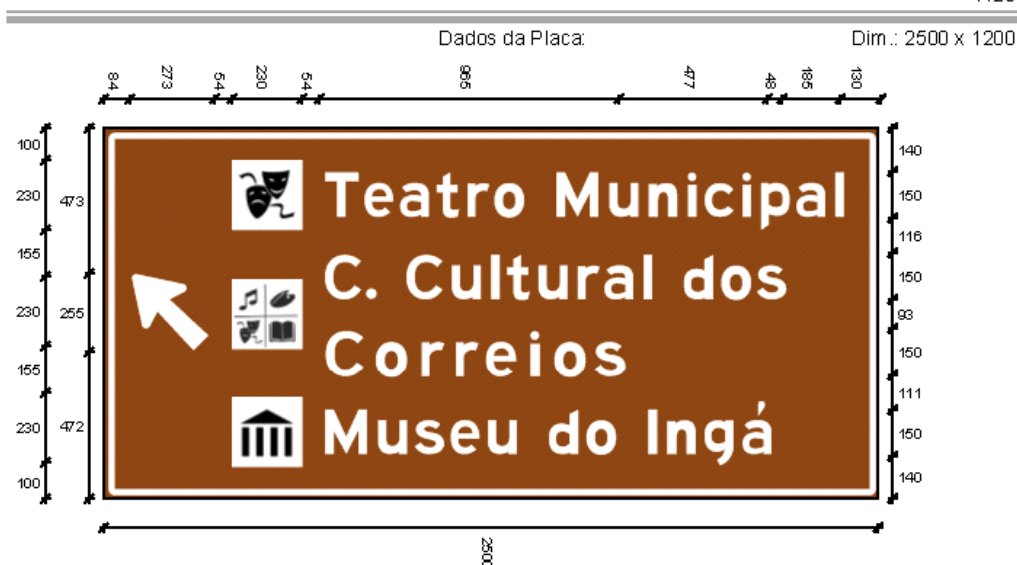 Dados da Placa:
Dim.: 2500 x 1200
84 273 54 230 54 965 477 48 185 130
100
230
155
230
155
230
100
473
255
472
Teatro Municipal
C. Cultural dos
Correios
Museu do Ingá
140
150
116
150
93
150
111
150
140
2500